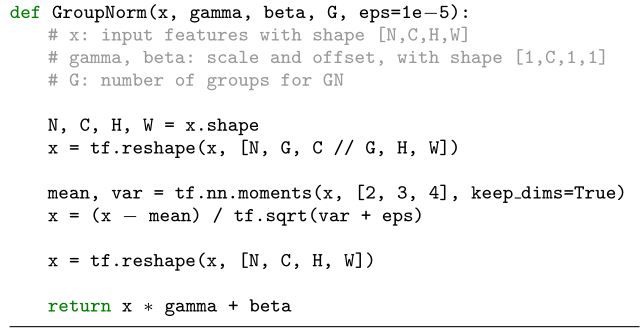 def GroupNorm(x, gamma, beta, G, eps=1e−5):
# x: input features with shape [N,C,H,W]
# gamma, beta: scale and offset, with shape [1,C,1,1]
# G: number of groups for GN
N, C, H, W = x.shape
x = tf.reshape(x, [N, G, C // G, H, W])
mean, var = tf.nn.moments(x, [2, 3, 4], keep_dims=True)
x = (x − mean) / tf.sqrt(var + eps)
x = tf.reshape(x, [N, C, H, W])
return x * gamma + beta